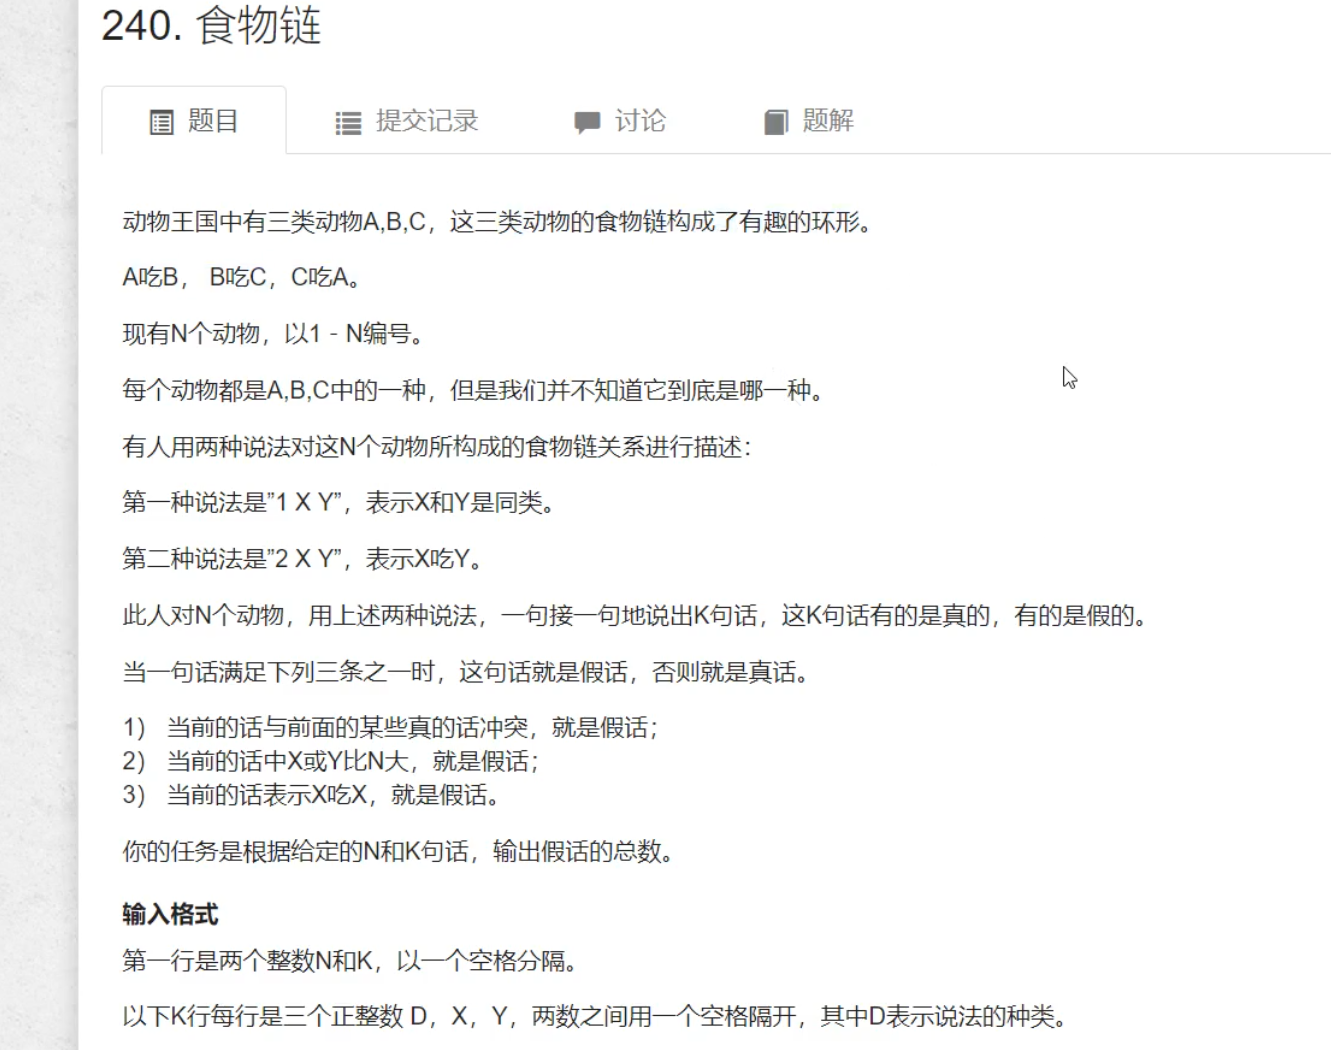 240. 食物链
题目 提交记录 讨论 题解
动物王国中有三类动物A,B,C，这三类动物的食物链构成了有趣的环形。
A吃B， B吃C，C吃A。
现有N个动物，以1 - N编号。
每个动物都是A,B,C中的一种，但是我们并不知道它到底是哪一种。
有人用两种说法对这N个动物所构成的食物链关系进行描述：
第一种说法是”1 X Y”，表示X和Y是同类。
第二种说法是”2 X Y”，表示X吃Y。
此人对N个动物，用上述两种说法，一句接一句地说出K句话，这K句话有的是真的，有的是假的。
当一句话满足下列三条之一时，这句话就是假话，否则就是真话。
1） 当前的话与前面的某些真的话冲突，就是假话；
2） 当前的话中X或Y比N大，就是假话；
3） 当前的话表示X吃X，就是假话。
你的任务是根据给定的N和K句话，输出假话的总数。
输入格式
第一行是两个整数N和K，以一个空格分隔。
以下K行每行是三个正整数 D，X，Y，两数之间用一个空格隔开，其中D表示说法的种类。